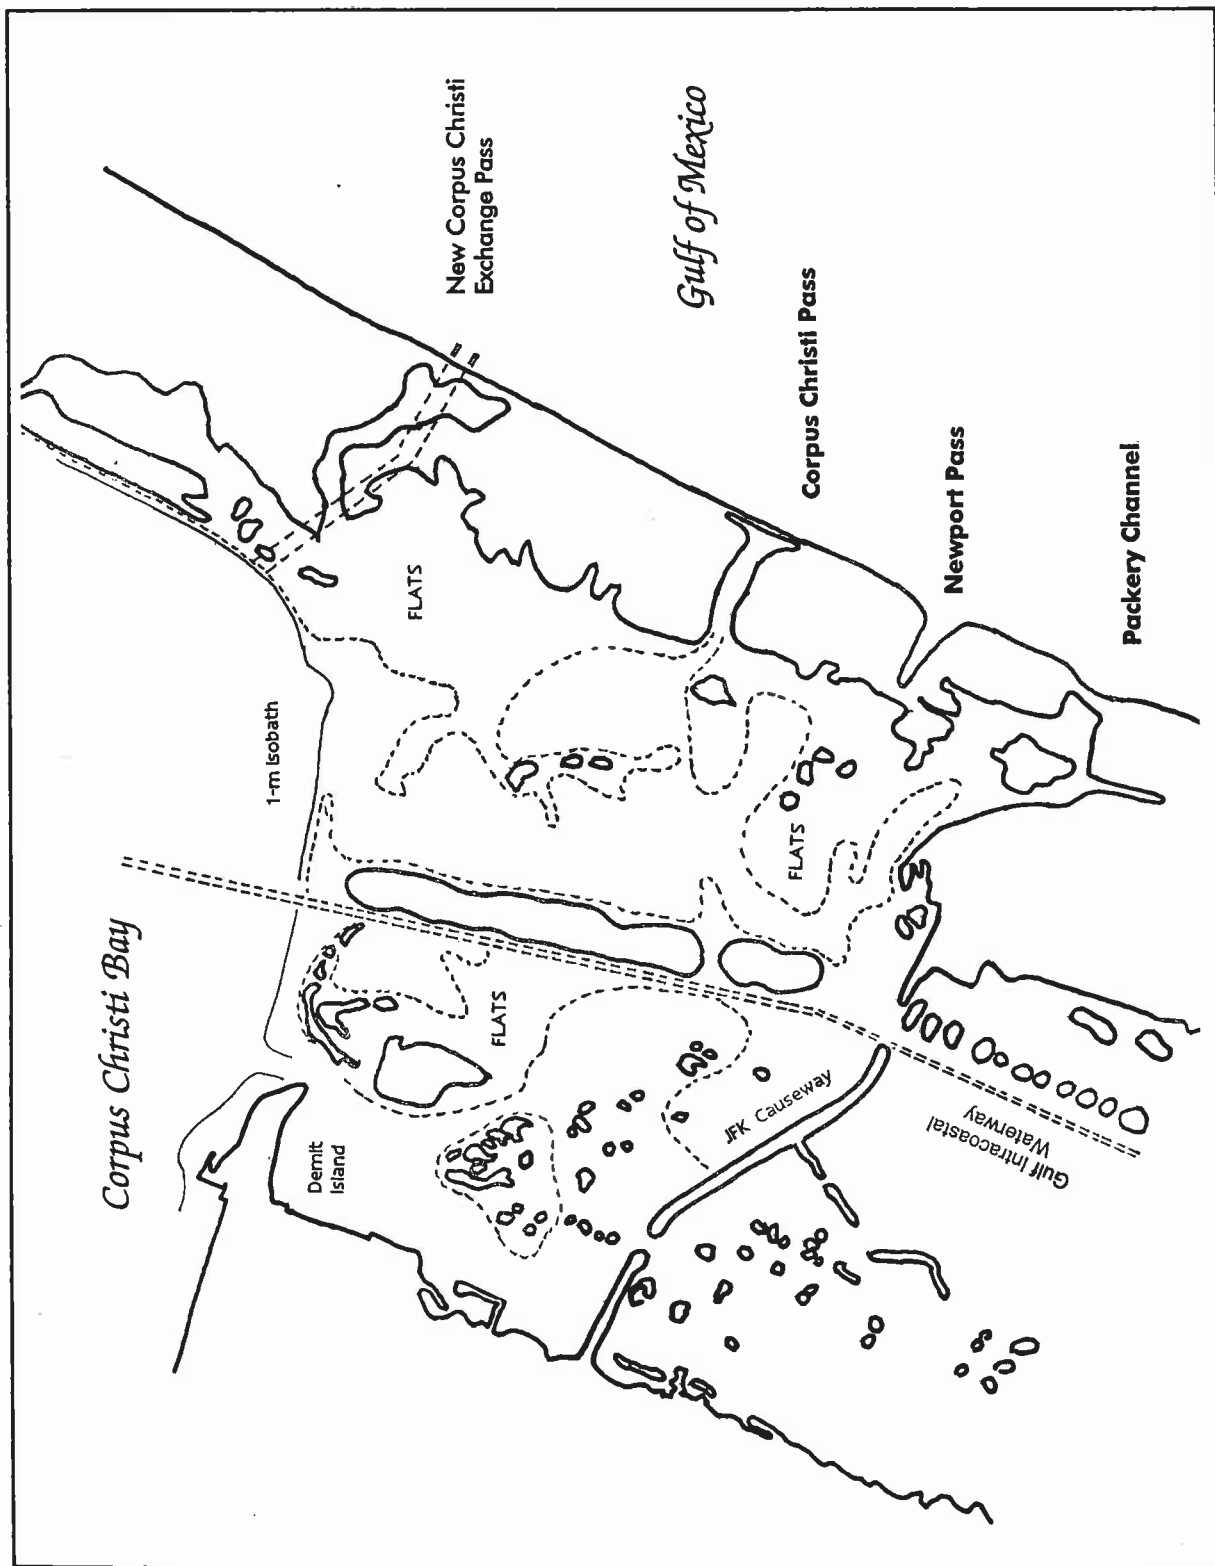 Corpus Christi Bay
1-m Isobath
New Corpus Christi
Exchange Pass
Gulf of Mexico
FLATS
Demit
Island
FLATS
FLATS
Corpus Christi Pass
JFK Causeway
Newport Pass
Gulf Intracoastal
Waterway
Packery Channel